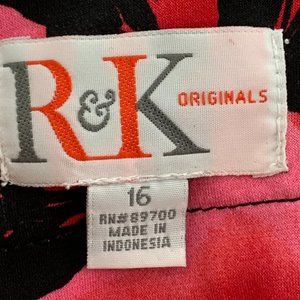 R&K ORIGINALS
16
RN#89700
MADE IN
INDONESIA